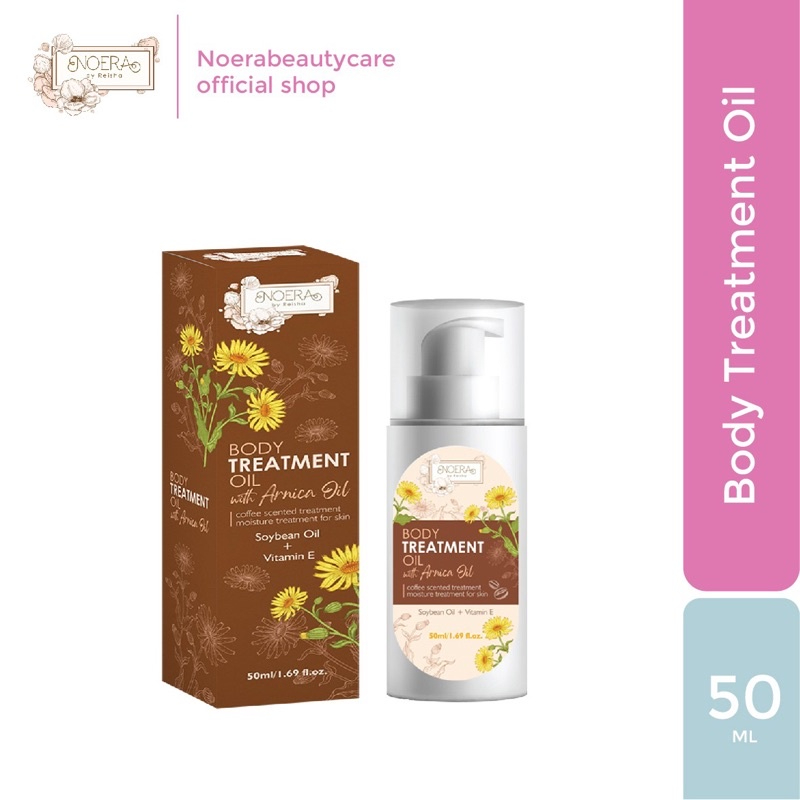 NOERA
by Reisha
Noerabeautycare
official shop
Body Treatment Oil
50
ML
NOERA
by Reisha
BODY
TREATMENT
OIL
with Arnica Oil
coffee scented treatment
moisture treatment for skin
Soybean Oil
+
Vitamin E
50ml/1.69 fl.oz.
BODY
TREATMENT
OIL
with Arnica Oil
NOERA
by Reisha
BODY
TREATMENT
OIL
with Arnica Oil
coffee scented treatment
moisture treatment for skin
Soybean Oil + Vitamin E
50ml/1.69 fl.oz.